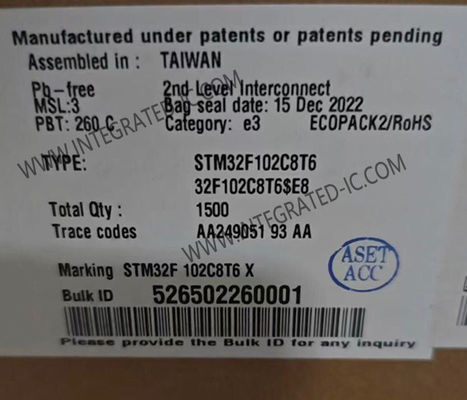 Manufactured under patents or patents pending
Assembled in : TAIWAN
Pb-free 2nd Level Interconnect
MSL:3 Bag seal date: 15 Dec 2022
PBT: 260 C Category: e3 ECOPACK2/RoHS
TYPE: STM32F102C8T6
32F102C8T6$E8
Total Qty : 1500
Trace codes AA249051 93 AA
Marking STM32F 102C8T6 X
ASET
ACC
Bulk ID 526502260001
Please provide the Bulk ID for any inquiry
WWW.INTEGRATED-IC.COM
WWW.INTEGRATED-IC.COM